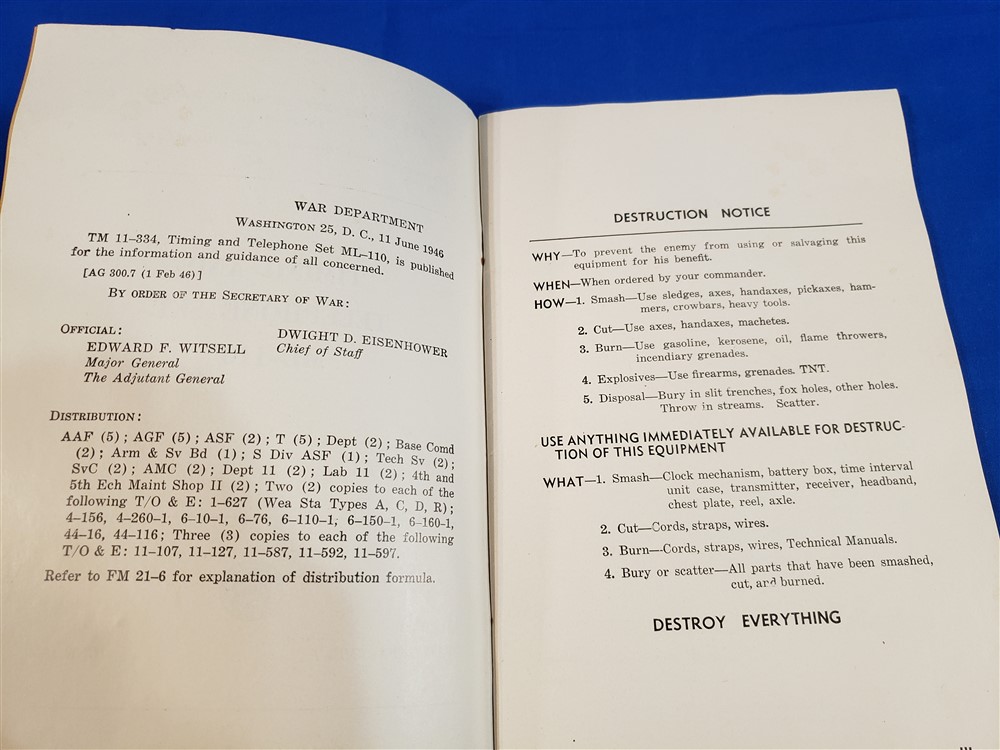 WAR DEPARTMENT
WASHINGTON 25, D. C., 11 June 1946
TM 11–334, Timing and Telephone Set ML–110, is published
for the information and guidance of all concerned.
[AG 300.7 (1 Feb 46)]
BY ORDER OF THE SECRETARY OF WAR:
OFFICIAL:
EDWARD F. WITSELL
Major General
The Adjutant General
DWIGHT D. EISENHOWER
Chief of Staff
DISTRIBUTION:
AAF (5); AGF (5); ASF (2); T (5); Dept (2); Base Comd
(2); Arm & Sv Bd (1); S Div ASF (1); Tech Sv (2);
SvC (2); AMC (2); Dept 11 (2); Lab 11 (2); 4th and
5th Ech Maint Shop II (2); Two (2) copies to each of the
following T/O & E: 1–627 (Wea Sta Types A, C, D, R);
4–156, 4–260–1, 6–10–1, 6–76, 6–110–1, 6–150–1, 6–160–1,
44–16, 44–116; Three (3) copies to each of the following
T/O & E: 11–107, 11–127, 11–587, 11–592, 11–597.
Refer to FM 21–6 for explanation of distribution formula.
DESTRUCTION NOTICE
WHY—To prevent the enemy from using or salvaging this
equipment for his benefit.
WHEN—When ordered by your commander.
HOW—1. Smash—Use sledges, axes, handaxes, pickaxes, ham-
mers, crowbars, heavy tools.
2. Cut—Use axes, handaxes, machetes.
3. Burn—Use gasoline, kerosene, oil, flame throwers,
incendiary grenades.
4. Explosives—Use firearms, grenades. TNT.
5. Disposal—Bury in slit trenches, fox holes, other holes.
Throw in streams. Scatter.
USE ANYTHING IMMEDIATELY AVAILABLE FOR DESTRUC-
TION OF THIS EQUIPMENT
WHAT—1. Smash—Clock mechanism, battery box, time interval
unit case, transmitter, receiver, headband,
chest plate, reel, axle.
2. Cut—Cords, straps, wires.
3. Burn—Cords, straps, wires, Technical Manuals.
4. Bury or scatter—All parts that have been smashed,
cut, and burned.
DESTROY EVERYTHING